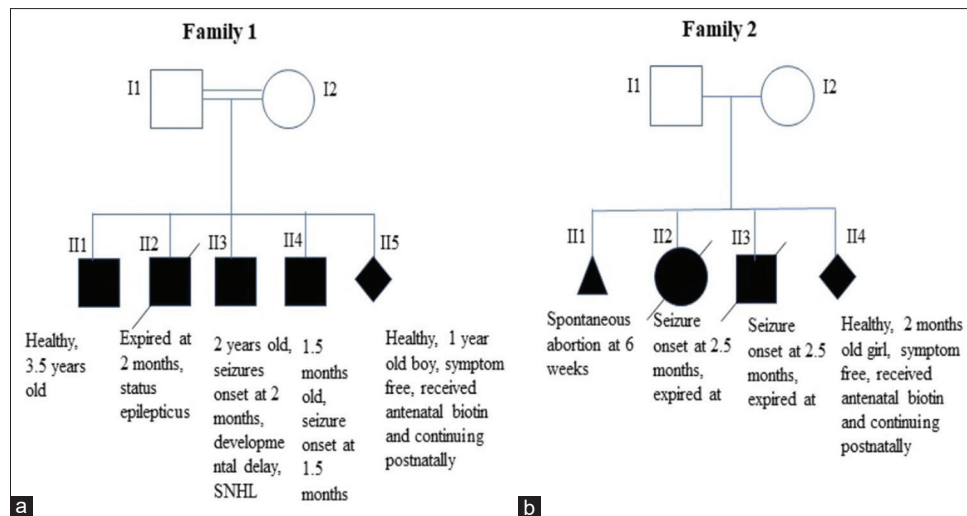 Family 1
I1
I2
II1
II2
II3
II4
II5
Healthy,
3.5 years
old
Expired at
2 months,
status
epilepticus
2 years old,
seizures
onset at 2
months,
developme
ntal delay,
SNHL
1.5
months
old,
seizure
onset at
1.5
months
Healthy, 1 year
old boy, symptom
free, received
antenatal biotin
and continuing
postnatally
a
Family 2
I1
I2
II1
II2
II3
II4
Spontaneous
abortion at 6
weeks
Seizure
onset at 2.5
months,
expired at
Seizure
onset at 2.5
months,
expired at
Healthy, 2 months
old girl, symptom
free, received
antenatal biotin
and continuing
postnatally
b